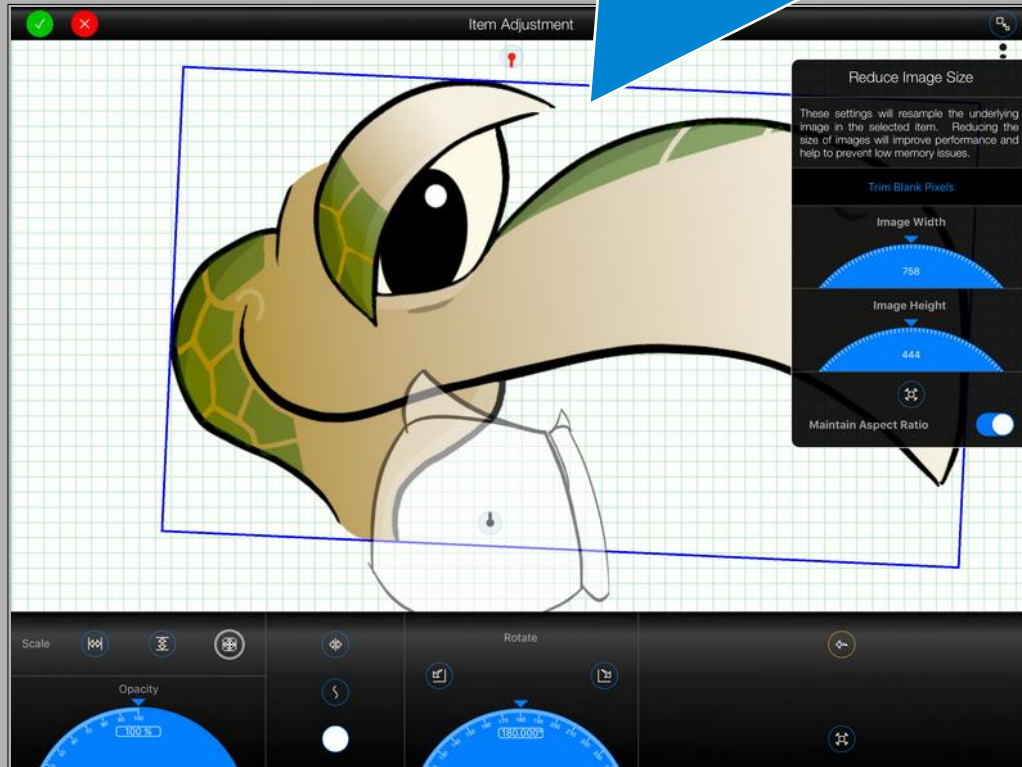 Item Adjustment
Reduce Image Size
These settings will resample the underlying
image in the selected item. Reducing the
size of images will improve performance and
help to prevent low memory issues.
Trim Blank Pixels
Image Width
758
Image Height
444
Maintain Aspect Ratio
Scale
Rotate
Opacity
100 %
180.000°